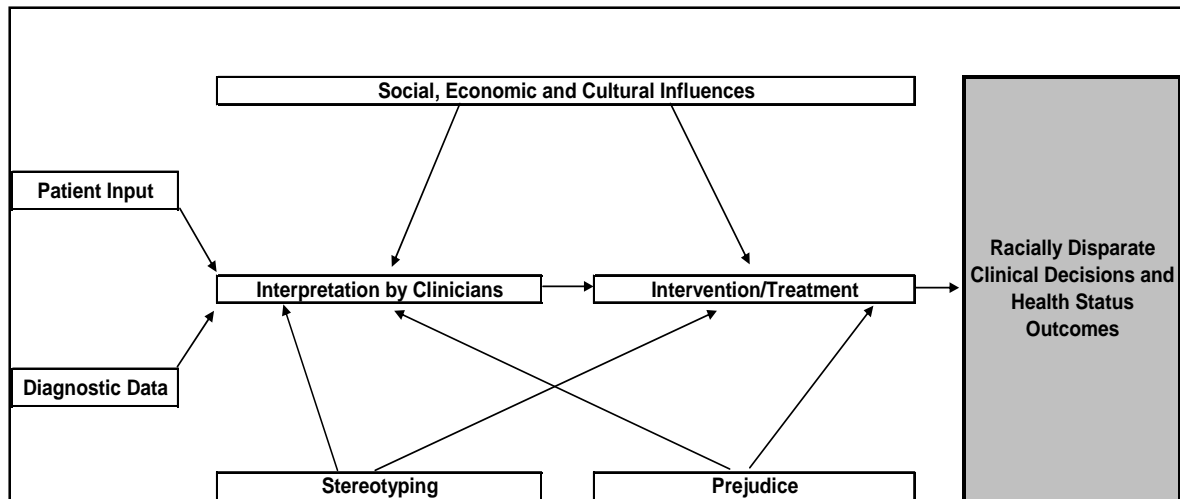 Social, Economic and Cultural Influences
Patient Input
Interpretation by Clinicians
Intervention/Treatment
Racially Disparate
Clinical Decisions and
Health Status
Outcomes
Diagnostic Data
Stereotyping
Prejudice